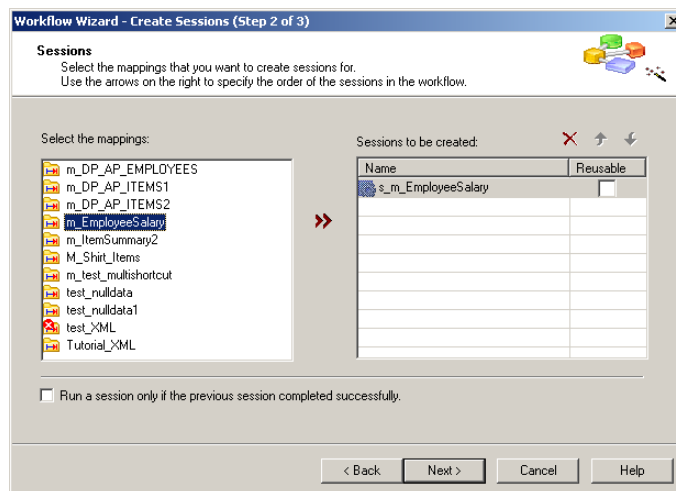 Workflow Wizard - Create Sessions (Step 2 of 3)
Sessions
Select the mappings that you want to create sessions for.
Use the arrows on the right to specify the order of the sessions in the workflow.
Select the mappings:
Sessions to be created:
m_DP_AP_EMPLOYEES
m_DP_AP_ITEMS1
m_DP_AP_ITEMS2
m_EmployeeSalary
m_ItemSummary2
M_Shirt_Items
m_test_multishortcut
test_nulldata
test_nulldata1
test_XML
Tutorial_XML
Name Reusable
s_m_EmployeeSalary
Run a session only if the previous session completed successfully.
< Back Next > Cancel Help